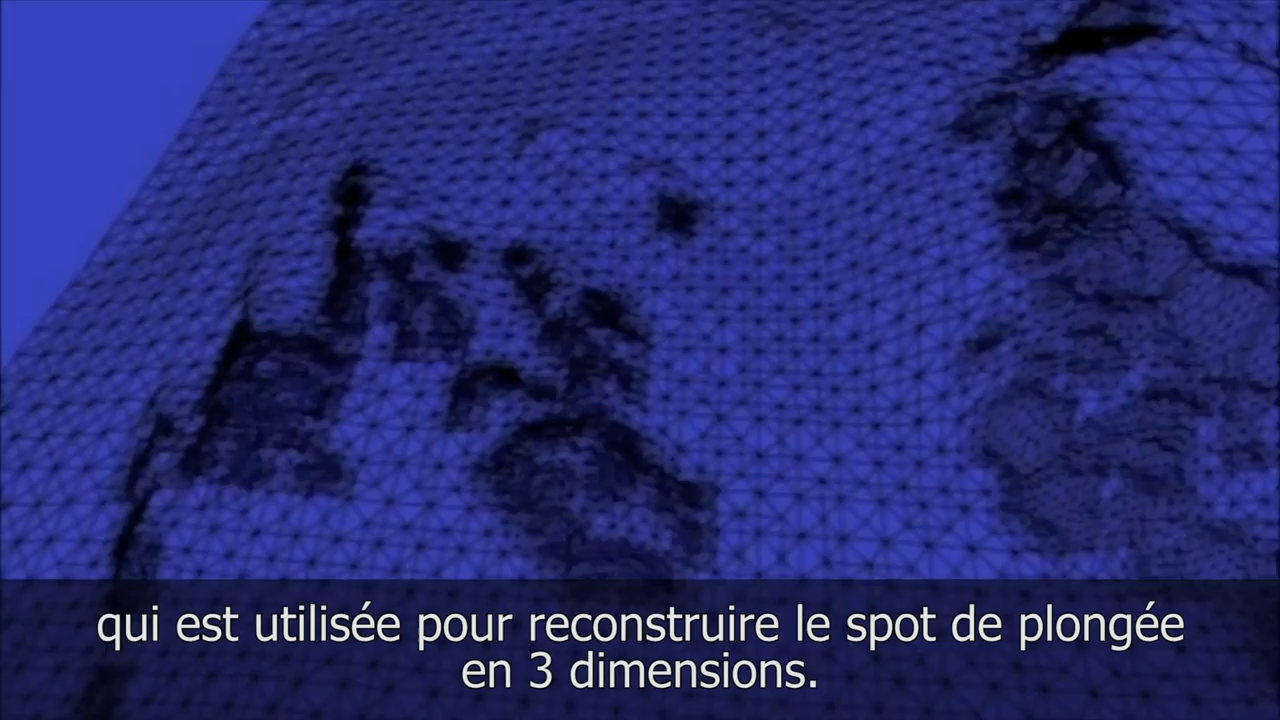 qui est utilisée pour reconstruire le spot de plongée
en 3 dimensions.